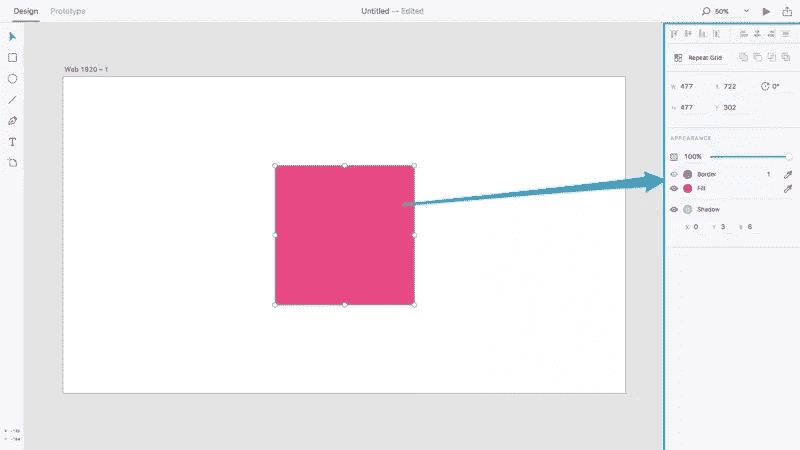 Design Prototype Untitled — Edited 50%
Web 1920 – 1
Repeat Grid
W 477 X 722 0°
H 477 Y 302
APPEARANCE
100%
Border 1
Fill
Shadow
X 0 Y 3 B 6
T